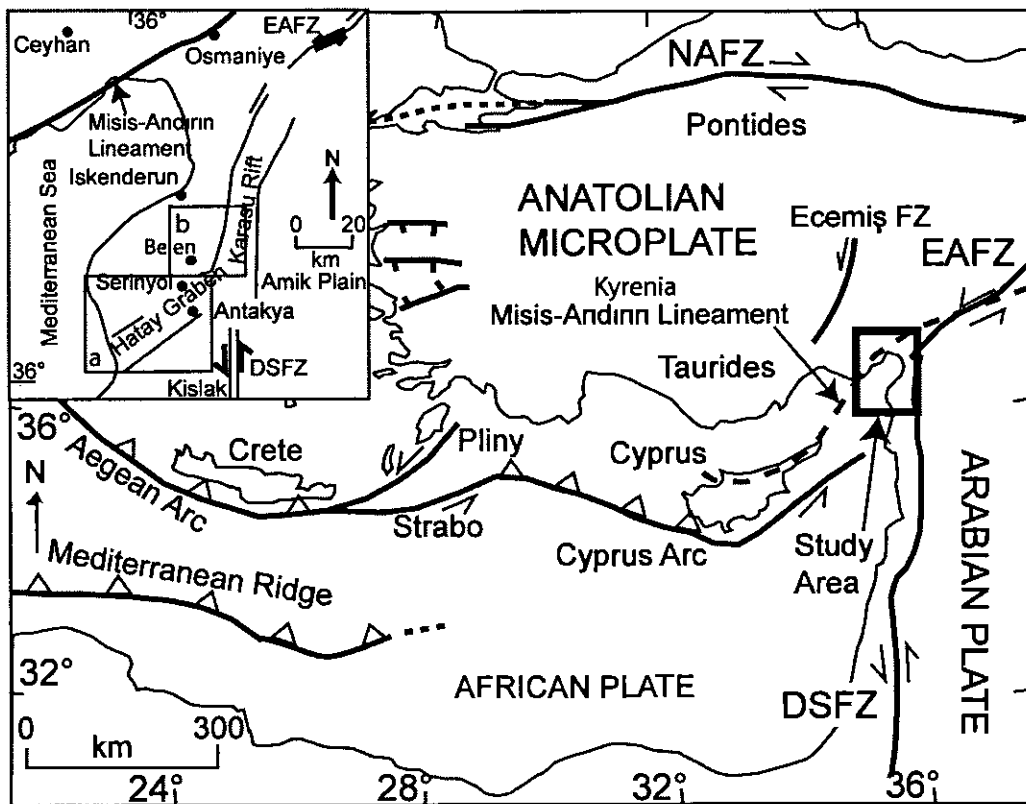 36°
EAFZ
Ceyhan
Osmaniye
Misis-Andırın
Lineament
Iskenderun
Mediterranean Sea
Karasu Rift
N
0 20
km
b
Belen
Serinyol
Hatay Graben
Amik Plain
Antakya
a
36°
Kislak
DSFZ
NAFZ
Pontides
ANATOLIAN
MICROPLATE
Ecemiş FZ
EAFZ
Kyrenia
Misis-Andırın Lineament
Taurides
36°
Crete
Pliny
Cyprus
Aegean Arc
N
Strabo
Cyprus Arc
Study
Area
Mediterranean Ridge
ARABIAN PLATE
32°
AFRICAN PLATE
DSFZ
0 300
km
24°
28°
32°
36°